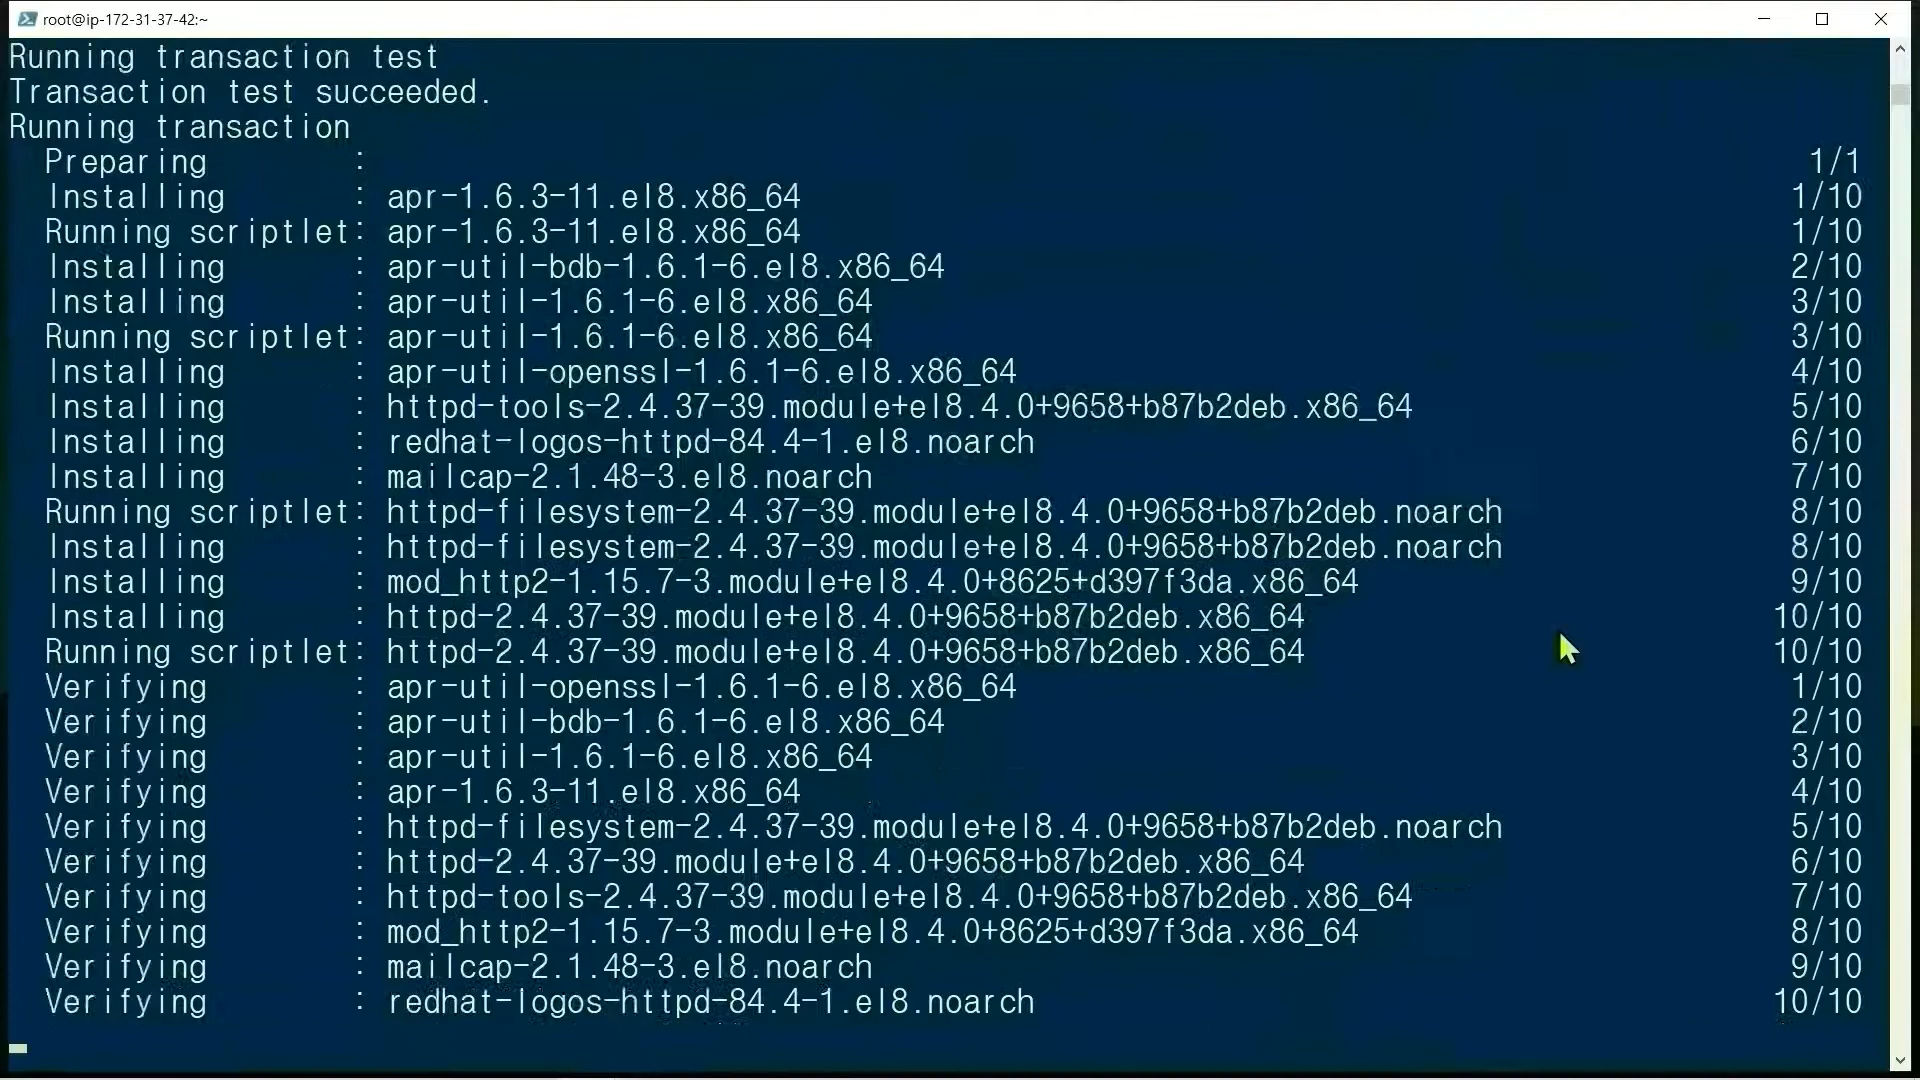 root@ip-172-31-37-42:~
Running transaction test
Transaction test succeeded.
Running transaction
Preparing : 1/1
Installing : apr-1.6.3-11.el8.x86_64 1/10
Running scriptlet: apr-1.6.3-11.el8.x86_64 1/10
Installing : apr-util-bdb-1.6.1-6.el8.x86_64 2/10
Installing : apr-util-1.6.1-6.el8.x86_64 3/10
Running scriptlet: apr-util-1.6.1-6.el8.x86_64 3/10
Installing : apr-util-openssl-1.6.1-6.el8.x86_64 4/10
Installing : httpd-tools-2.4.37-39.module+el8.4.0+9658+b87b2deb.x86_64 5/10
Installing : redhat-logos-httpd-84.4-1.el8.noarch 6/10
Installing : mailcap-2.1.48-3.el8.noarch 7/10
Running scriptlet: httpd-filesystem-2.4.37-39.module+el8.4.0+9658+b87b2deb.noarch 8/10
Installing : httpd-filesystem-2.4.37-39.module+el8.4.0+9658+b87b2deb.noarch 8/10
Installing : mod_http2-1.15.7-3.module+el8.4.0+8625+d397f3da.x86_64 9/10
Installing : httpd-2.4.37-39.module+el8.4.0+9658+b87b2deb.x86_64 10/10
Running scriptlet: httpd-2.4.37-39.module+el8.4.0+9658+b87b2deb.x86_64 10/10
Verifying : apr-util-openssl-1.6.1-6.el8.x86_64 1/10
Verifying : apr-util-bdb-1.6.1-6.el8.x86_64 2/10
Verifying : apr-util-1.6.1-6.el8.x86_64 3/10
Verifying : apr-1.6.3-11.el8.x86_64 4/10
Verifying : httpd-filesystem-2.4.37-39.module+el8.4.0+9658+b87b2deb.noarch 5/10
Verifying : httpd-2.4.37-39.module+el8.4.0+9658+b87b2deb.x86_64 6/10
Verifying : httpd-tools-2.4.37-39.module+el8.4.0+9658+b87b2deb.x86_64 7/10
Verifying : mod_http2-1.15.7-3.module+el8.4.0+8625+d397f3da.x86_64 8/10
Verifying : mailcap-2.1.48-3.el8.noarch 9/10
Verifying : redhat-logos-httpd-84.4-1.el8.noarch 10/10